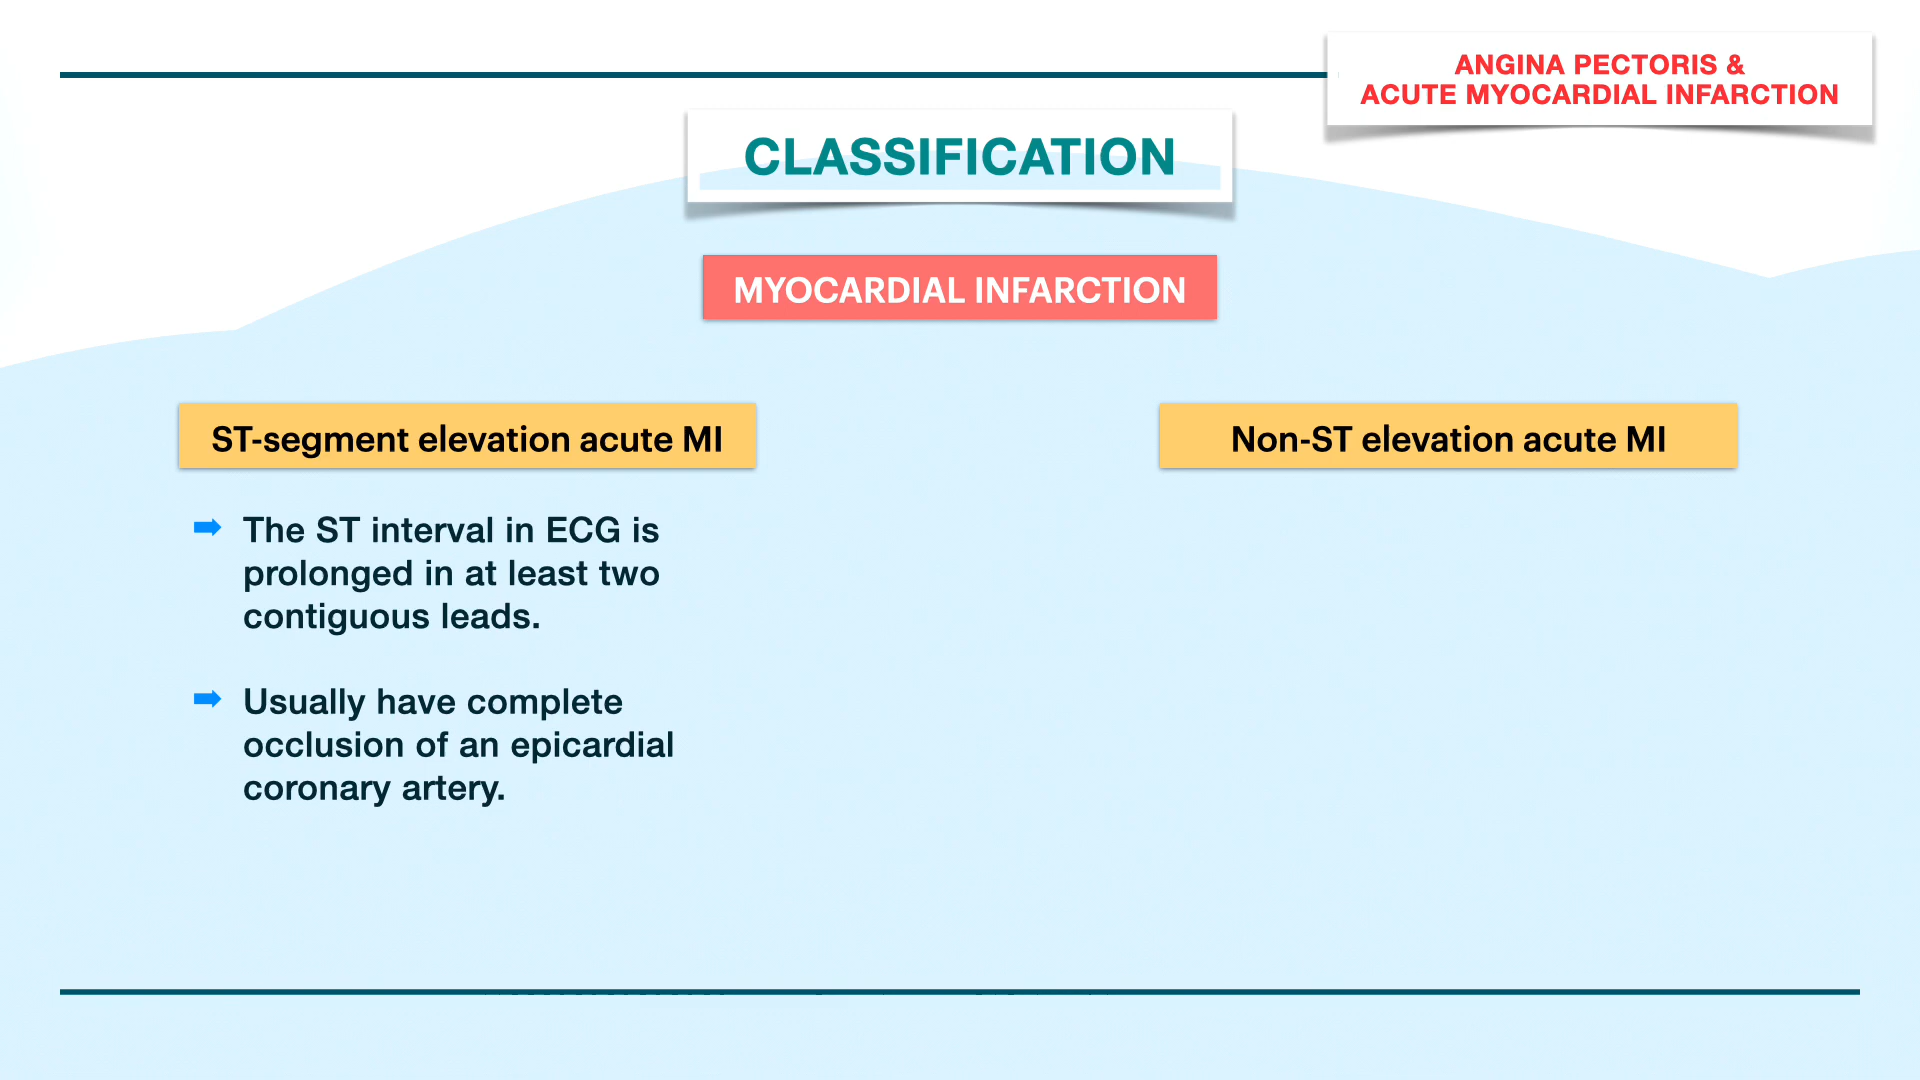 ANGINA PECTORIS &
ACUTE MYOCARDIAL INFARCTION
CLASSIFICATION
MYOCARDIAL INFARCTION
ST-segment elevation acute MI
The ST interval in ECG is
prolonged in at least two
contiguous leads.
Usually have complete
occlusion of an epicardial
coronary artery.
Non-ST elevation acute MI